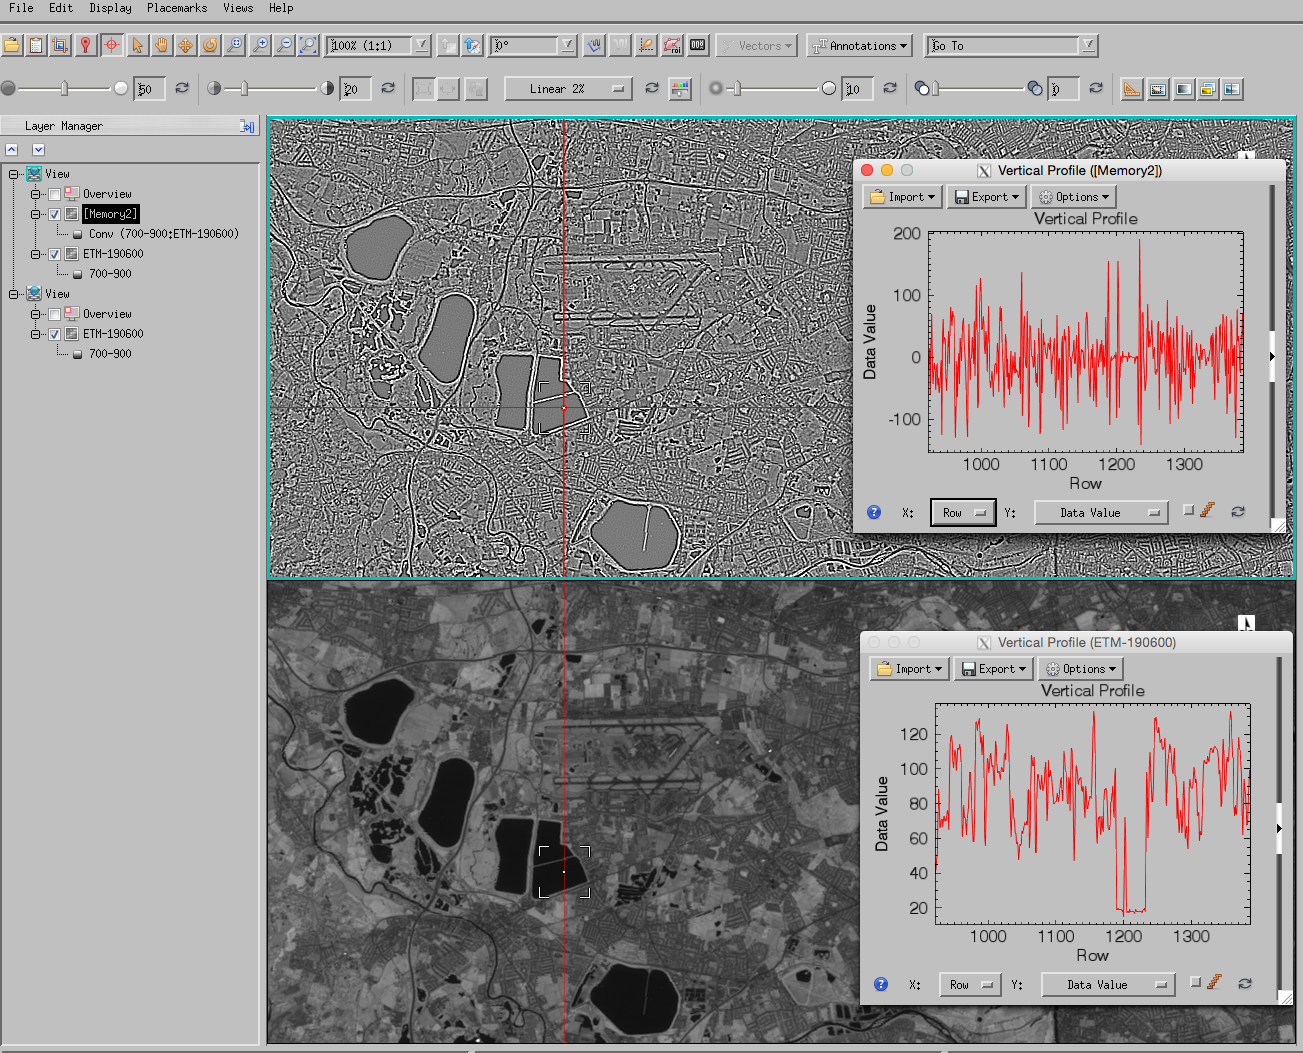 File Edit Display Placemarks Views Help
100% (1:1) 0° Vectors Annotations Go To
50 20 Linear 2% 10 0
Layer Manager
View
Overview
[Memory2]
Conv (700-900:ETM-190600)
ETM-190600
700-900
View
Overview
ETM-190600
700-900
Vertical Profile ([Memory2])
Import Export Options
Vertical Profile
200
100
0
-100
Data Value
1000 1100 1200 1300
Row
X: Row Y: Data Value
Vertical Profile (ETM-190600)
Import Export Options
Vertical Profile
120
100
80
60
40
20
Data Value
1000 1100 1200 1300
Row
X: Row Y: Data Value